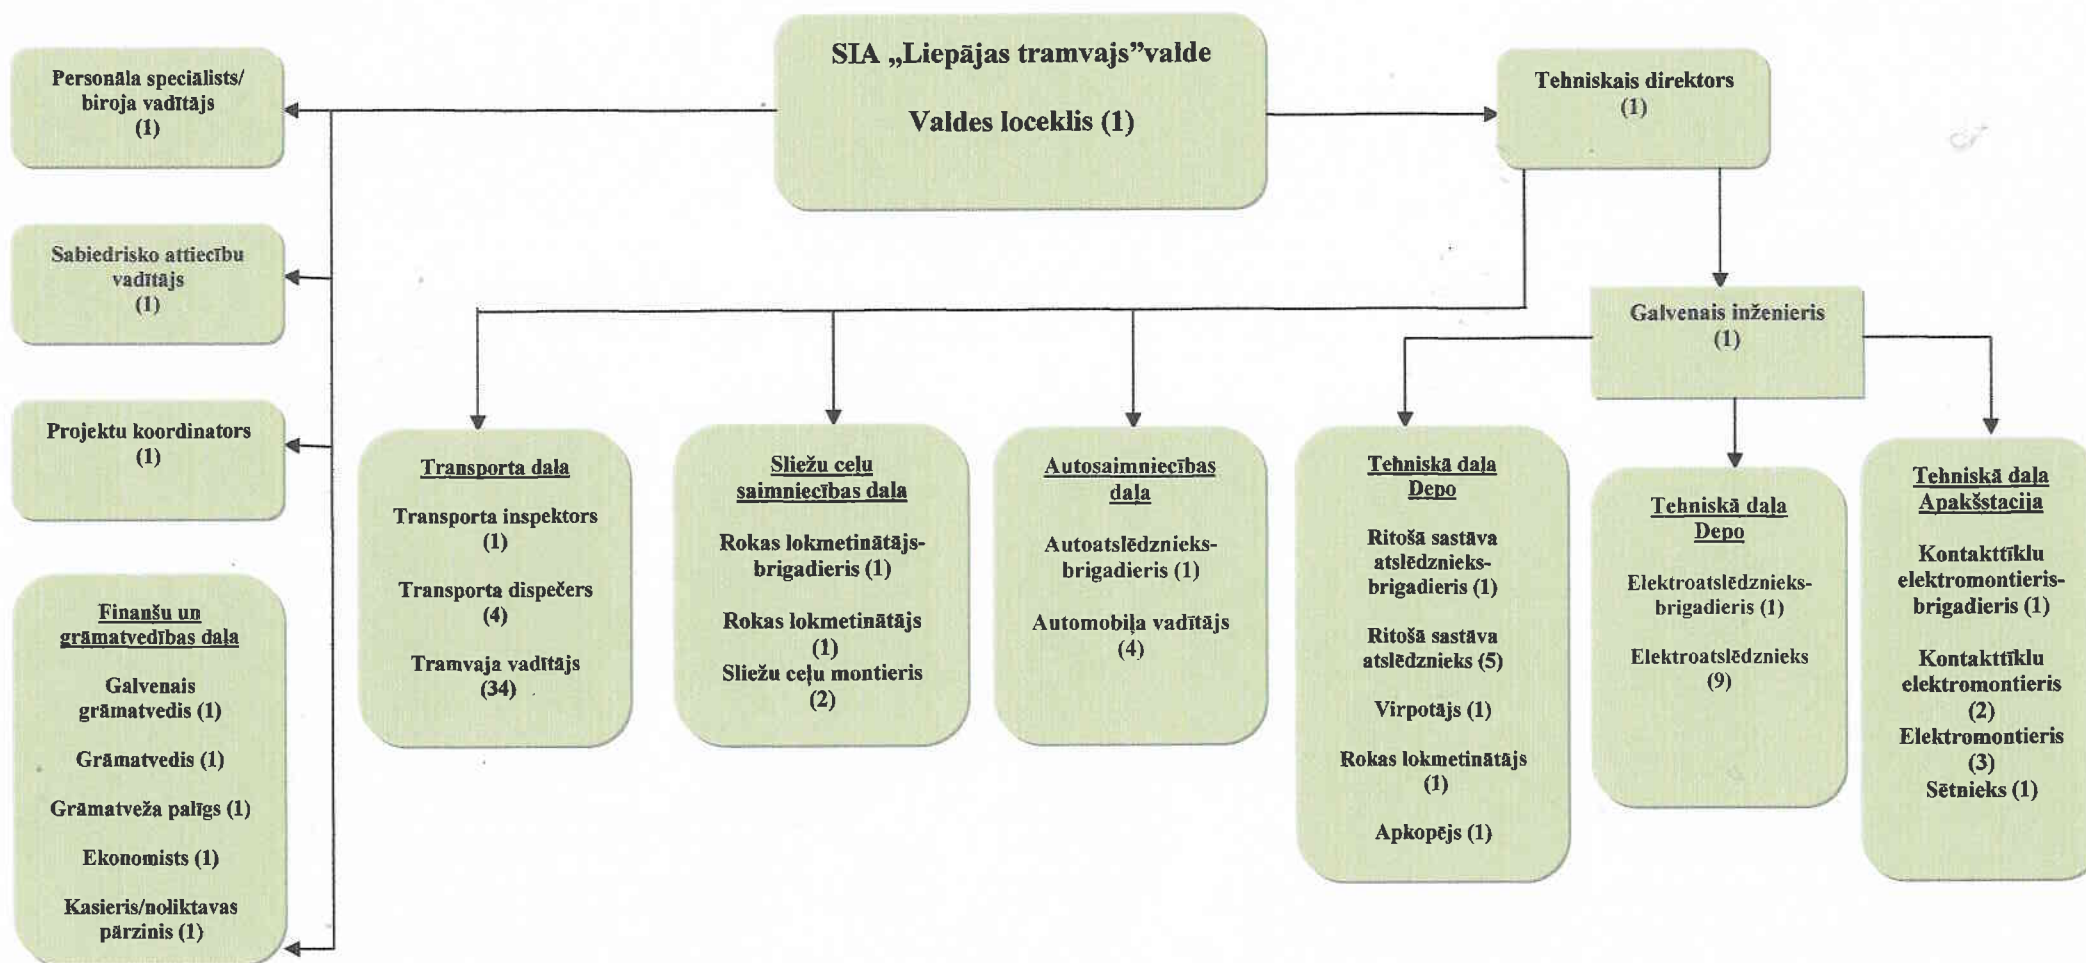 SIA „Liepājas tramvajs”valde
Valdes loceklis (1)
Personāla speciālists/
biroja vadītājs
(1)
Sabiedrisko attiecību
vadītājs
(1)
Projektu koordinators
(1)
Finanšu un
grāmatvedības daļa
Galvenais
grāmatvedis (1)
Grāmatvedis (1)
Grāmatveža palīgs (1)
Ekonomists (1)
Kasieris/noliktavas
pārzinis (1)
Tehniskais direktors
(1)
Galvenais inženieris
(1)
Transporta daļa
Transporta inspektors
(1)
Transporta dispečers
(4)
Tramvaja vadītājs
(34)
Sliežu ceļu
saimniecības daļa
Rokas lokmetinātājs-
brigadieris (1)
Rokas lokmetinātājs
(1)
Sliežu ceļu montieris
(2)
Autosaimniecības
daļa
Autoatslēdznieks-
brigadieris (1)
Automobiļa vadītājs
(4)
Tehniskā daļa
Depo
Ritošā sastāva
atslēdznieks-
brigadieris (1)
Ritošā sastāva
atslēdznieks (5)
Virpotājs (1)
Rokas lokmetinātājs
(1)
Apkopējs (1)
Tehniskā daļa
Depo
Elektroatslēdznieks-
brigadieris (1)
Elektroatslēdznieks
(9)
Tehniskā daļa
Apakšstacija
Kontakttīklu
elektromontieris-
brigadieris (1)
Kontakttīklu
elektromontieris
(2)
Elektromontieris
(3)
Sētnieks (1)